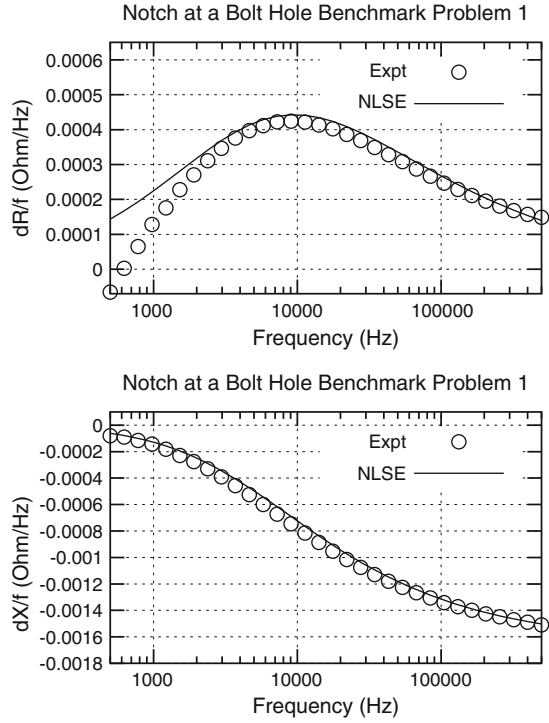 Notch at a Bolt Hole Benchmark Problem 1
dR/f (Ohm/Hz)
0.0006
0.0005
0.0004
0.0003
0.0002
0.0001
0
Expt
NLSE
1000 10000 100000
Frequency (Hz)
Notch at a Bolt Hole Benchmark Problem 1
dX/f (Ohm/Hz)
0
-0.0002
-0.0004
-0.0006
-0.0008
-0.001
-0.0012
-0.0014
-0.0016
-0.0018
Expt
NLSE
1000 10000 100000
Frequency (Hz)